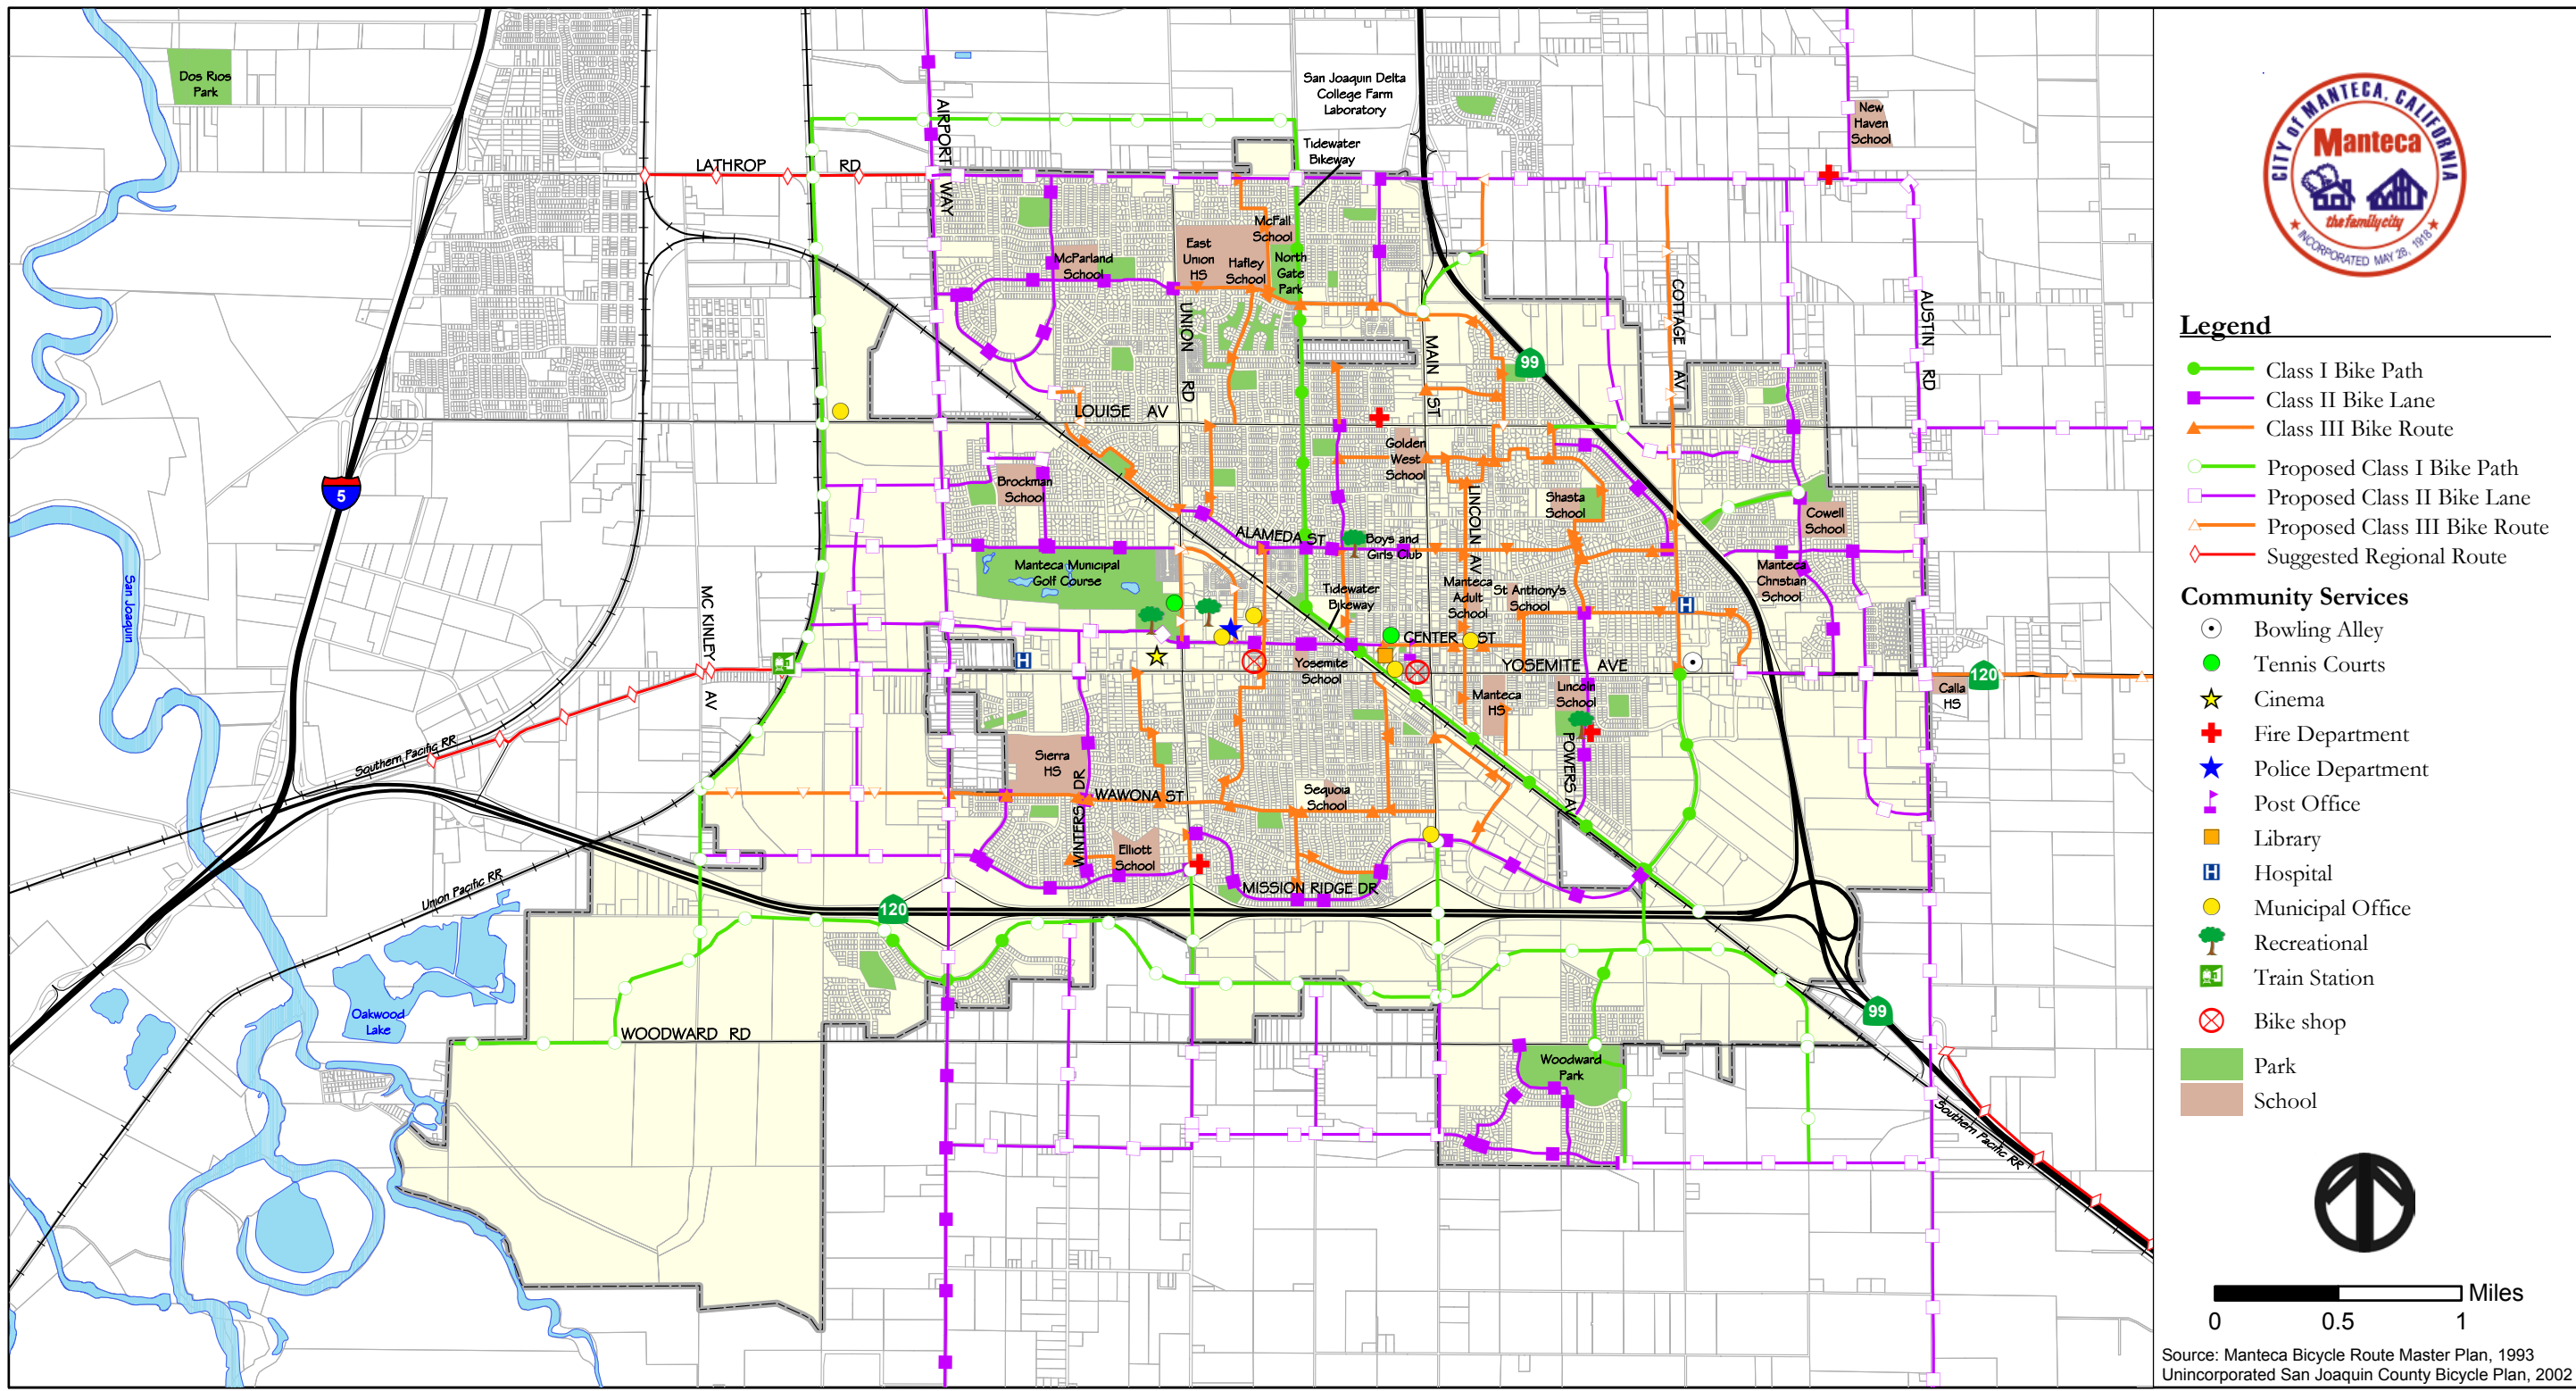 Dos Rios
Park
San Joaquin Delta
College Farm
Laboratory
AIRPORT WAY
New
Haven
School
Tidewater
Bikeway
LATHROP RD
McFall
School
East
Union
HS
Hafley
School
North
Gate
Park
McParland
School
UNION RD
MAIN ST
COTTAGE AV
AUSTIN RD
99
LOUISE AV
Golden
West
School
5
Brockman
School
LINCOLN AV
Shasta
School
Cowell
School
ALAMEDA ST
Boys and
Girls Club
Manteca Municipal
Golf Course
San Joaquin
MC KINLEY AV
Tidewater
Bikeway
Manteca
Adult
School
St Anthony's
School
Manteca
Christian
School
H
CENTER ST
H
Yosemite
School
YOSEMITE AVE
120
Calla
HS
Manteca
HS
Lincoln
School
Southern Pacific RR
Sierra
HS
POWERS AV
WINTERS DR
WAWONA ST
Sequoia
School
Elliott
School
MISSION RIDGE DR
Union Pacific RR
120
Oakwood
Lake
WOODWARD RD
99
Woodward
Park
Southern Pacific RR
CITY of MANTECA, CALIFORNIA
Manteca
the family city
INCORPORATED MAY 28, 1918
Legend
Class I Bike Path
Class II Bike Lane
Class III Bike Route
Proposed Class I Bike Path
Proposed Class II Bike Lane
Proposed Class III Bike Route
Suggested Regional Route
Community Services
Bowling Alley
Tennis Courts
Cinema
Fire Department
Police Department
Post Office
Library
H Hospital
Municipal Office
Recreational
Train Station
Bike shop
Park
School
Miles
0 0.5 1
Source: Manteca Bicycle Route Master Plan, 1993
Unincorporated San Joaquin County Bicycle Plan, 2002